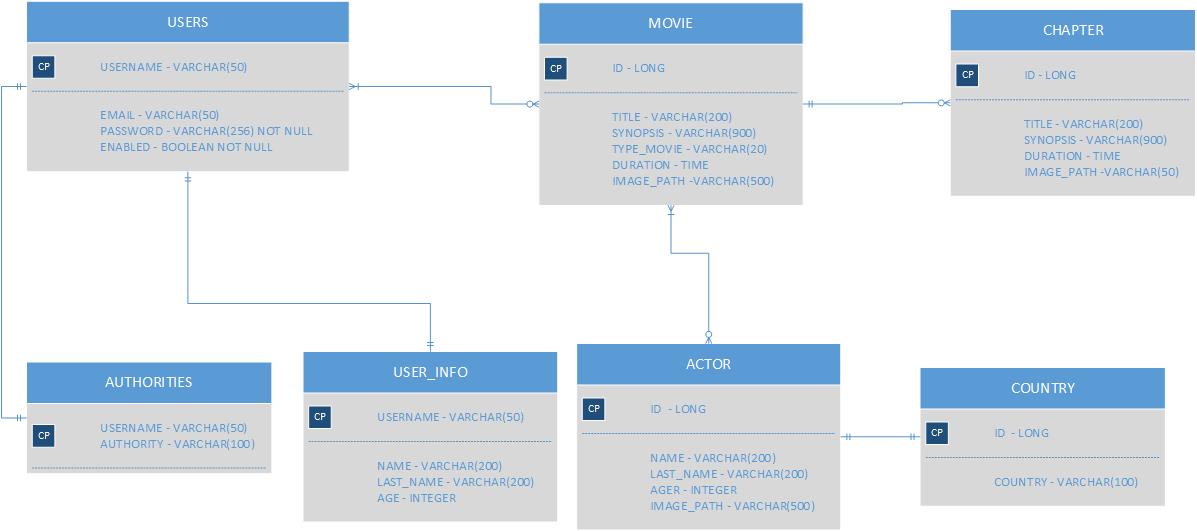 USERS
CP
USERNAME - VARCHAR(50)
EMAIL - VARCHAR(50)
PASSWORD - VARCHAR(256) NOT NULL
ENABLED - BOOLEAN NOT NULL
MOVIE
CP
ID - LONG
TITLE - VARCHAR(200)
SYNOPSIS - VARCHAR(900)
TYPE_MOVIE - VARCHAR(20)
DURATION - TIME
IMAGE_PATH -VARCHAR(500)
CHAPTER
CP
ID - LONG
TITLE - VARCHAR(200)
SYNOPSIS - VARCHAR(900)
DURATION - TIME
IMAGE_PATH -VARCHAR(50)
AUTHORITIES
CP
USERNAME - VARCHAR(50)
AUTHORITY - VARCHAR(100)
USER_INFO
CP
USERNAME - VARCHAR(50)
NAME - VARCHAR(200)
LAST_NAME - VARCHAR(200)
AGE - INTEGER
ACTOR
CP
ID - LONG
NAME - VARCHAR(200)
LAST_NAME - VARCHAR(200)
AGER - INTEGER
IMAGE_PATH - VARCHAR(500)
COUNTRY
CP
ID - LONG
COUNTRY - VARCHAR(100)